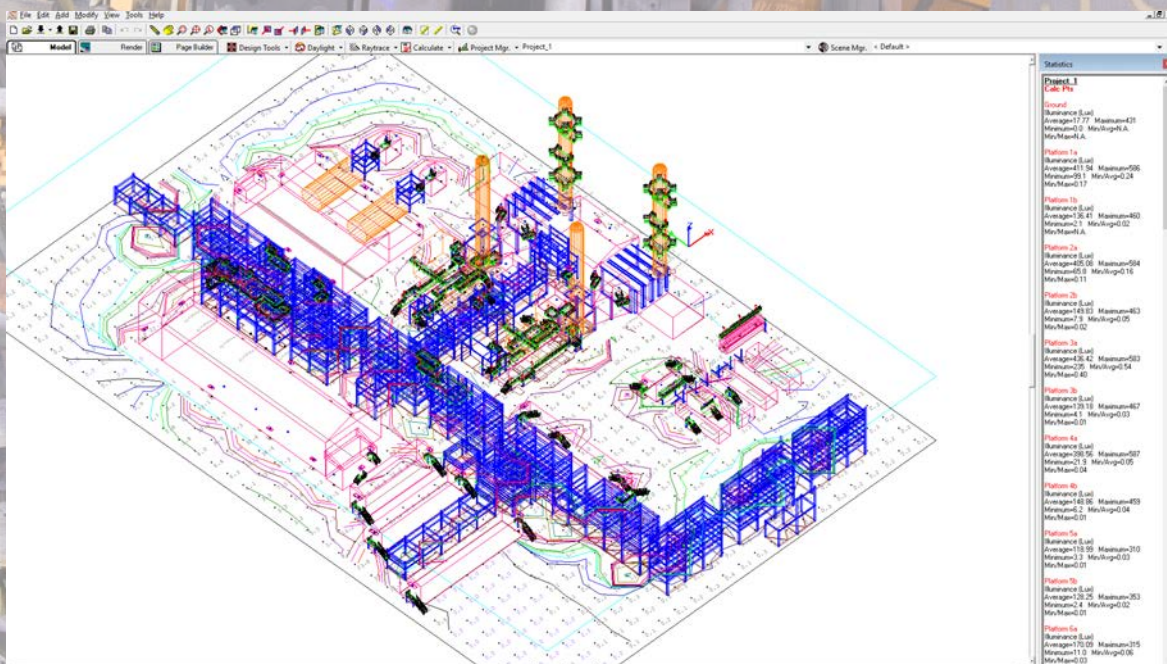 File Edit Add Modify View Tools Help
Model Render Page Builder Design Tools Daylight Raytrace Calculate Project Mgr. Project_1 Scene Mgr. < Default >
Statistics
Project_1
Calc Pts
Ground
Illuminance (Lux)
Average=17.77 Maximum=431
Minimum=0.0 Min/Avg=N.A.
Min/Max=N.A.
Platform 1a
Illuminance (Lux)
Average=411.94 Maximum=586
Minimum=99.1 Min/Avg=0.24
Min/Max=0.17
Platform 1b
Illuminance (Lux)
Average=136.41 Maximum=460
Minimum=2.1 Min/Avg=0.02
Min/Max=N.A.
Platform 2a
Illuminance (Lux)
Average=405.08 Maximum=584
Minimum=65.8 Min/Avg=0.16
Min/Max=0.11
Platform 2b
Illuminance (Lux)
Average=149.83 Maximum=463
Minimum=7.9 Min/Avg=0.05
Min/Max=0.02
Platform 3a
Illuminance (Lux)
Average=436.42 Maximum=583
Minimum=235 Min/Avg=0.54
Min/Max=0.40
Platform 3b
Illuminance (Lux)
Average=139.18 Maximum=467
Minimum=4.1 Min/Avg=0.03
Min/Max=0.01
Platform 4a
Illuminance (Lux)
Average=398.56 Maximum=587
Minimum=21.9 Min/Avg=0.05
Min/Max=0.04
Platform 4b
Illuminance (Lux)
Average=148.86 Maximum=459
Minimum=6.2 Min/Avg=0.04
Min/Max=0.01
Platform 5a
Illuminance (Lux)
Average=118.99 Maximum=310
Minimum=3.3 Min/Avg=0.03
Min/Max=0.01
Platform 5b
Illuminance (Lux)
Average=128.25 Maximum=353
Minimum=2.4 Min/Avg=0.02
Min/Max=0.01
Platform 6a
Illuminance (Lux)
Average=170.09 Maximum=315
Minimum=11.0 Min/Avg=0.06
Min/Max=0.03